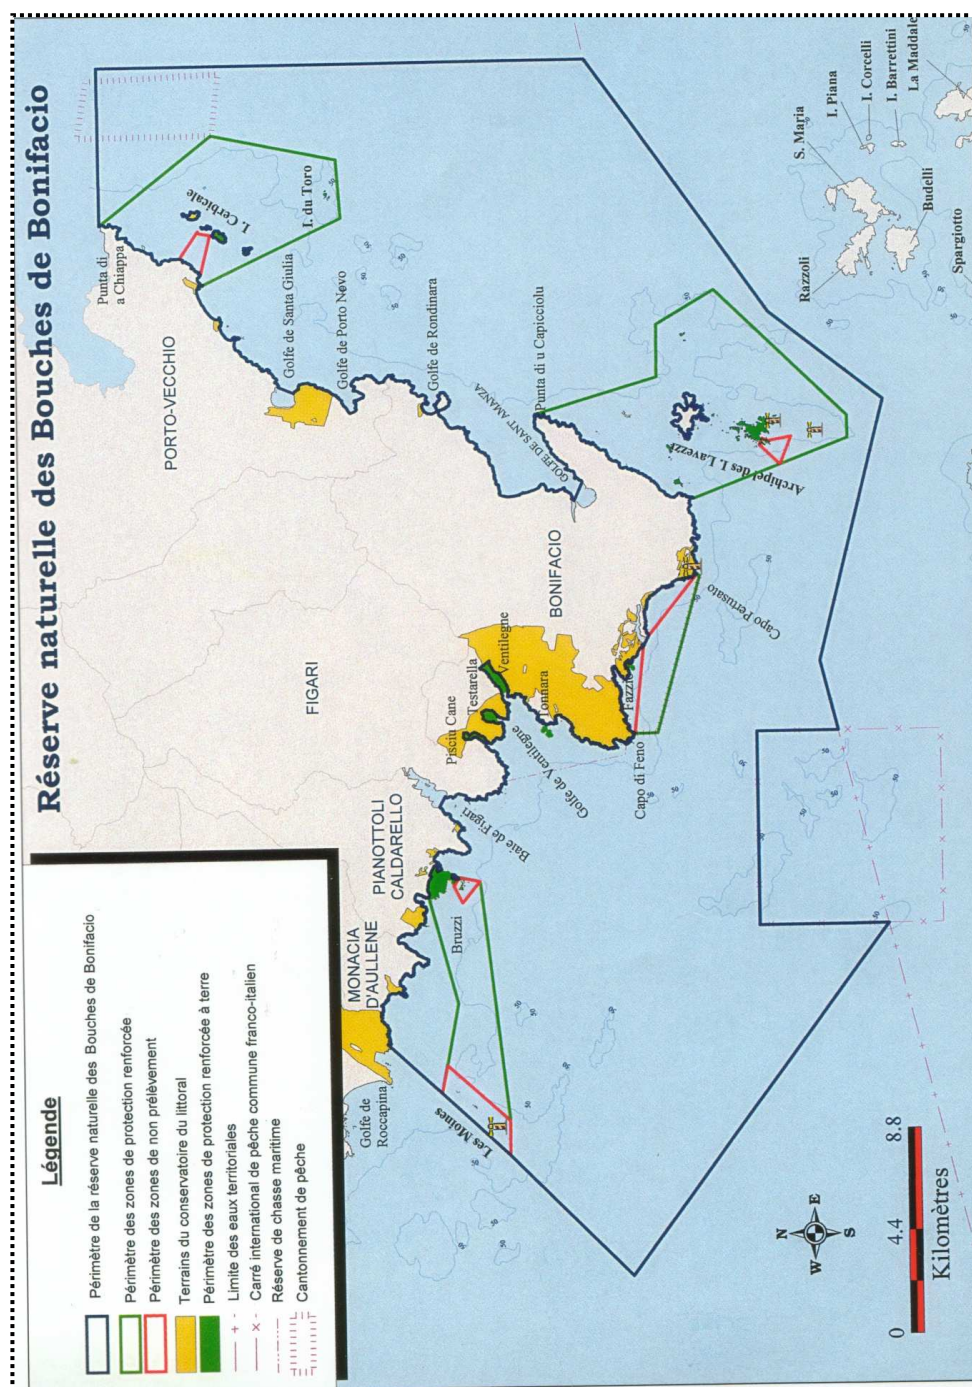 Réserve naturelle des Bouches de Bonifacio
Légende
Périmètre de la réserve naturelle des Bouches de Bonifacio
Périmètre des zones de protection renforcée
Périmètre des zones de non prélèvement
Terrains du conservatoire du littoral
Périmètre des zones de protection renforcée à terre
Limite des eaux territoriales
Carré international de pêche commune franco-italien
Réserve de chasse maritime
Cantonnement de pêche
PORTO-VECCHIO
FIGARI
PIANOTTOLI
CALDARELLO
MONACIA
D'AULLENE
BONIFACIO
Punta di
a Chiappa
I. Cerbicale
I. du Toro
Golfe de Santa Giulia
Golfe de Porto Novo
Golfe de Rondinara
GOLFE DE SANT' AMANZA
Punta di u Capicciolu
Archipel des I. Lavezzi
Capo Pertusato
Fazzio
Capo di Feno
Tonnara
Ventilegne
Testarella
Pisciu Cane
Golfe de Ventilegne
Baie de Figari
Bruzzi
Les Moines
Golfe de
Roccapina
Razzoli
S. Maria
I. Piana
I. Corcelli
I. Barrettini
La Maddale
Budelli
Spargiotto
N
W
E
S
0
4.4
8.8
Kilomètres